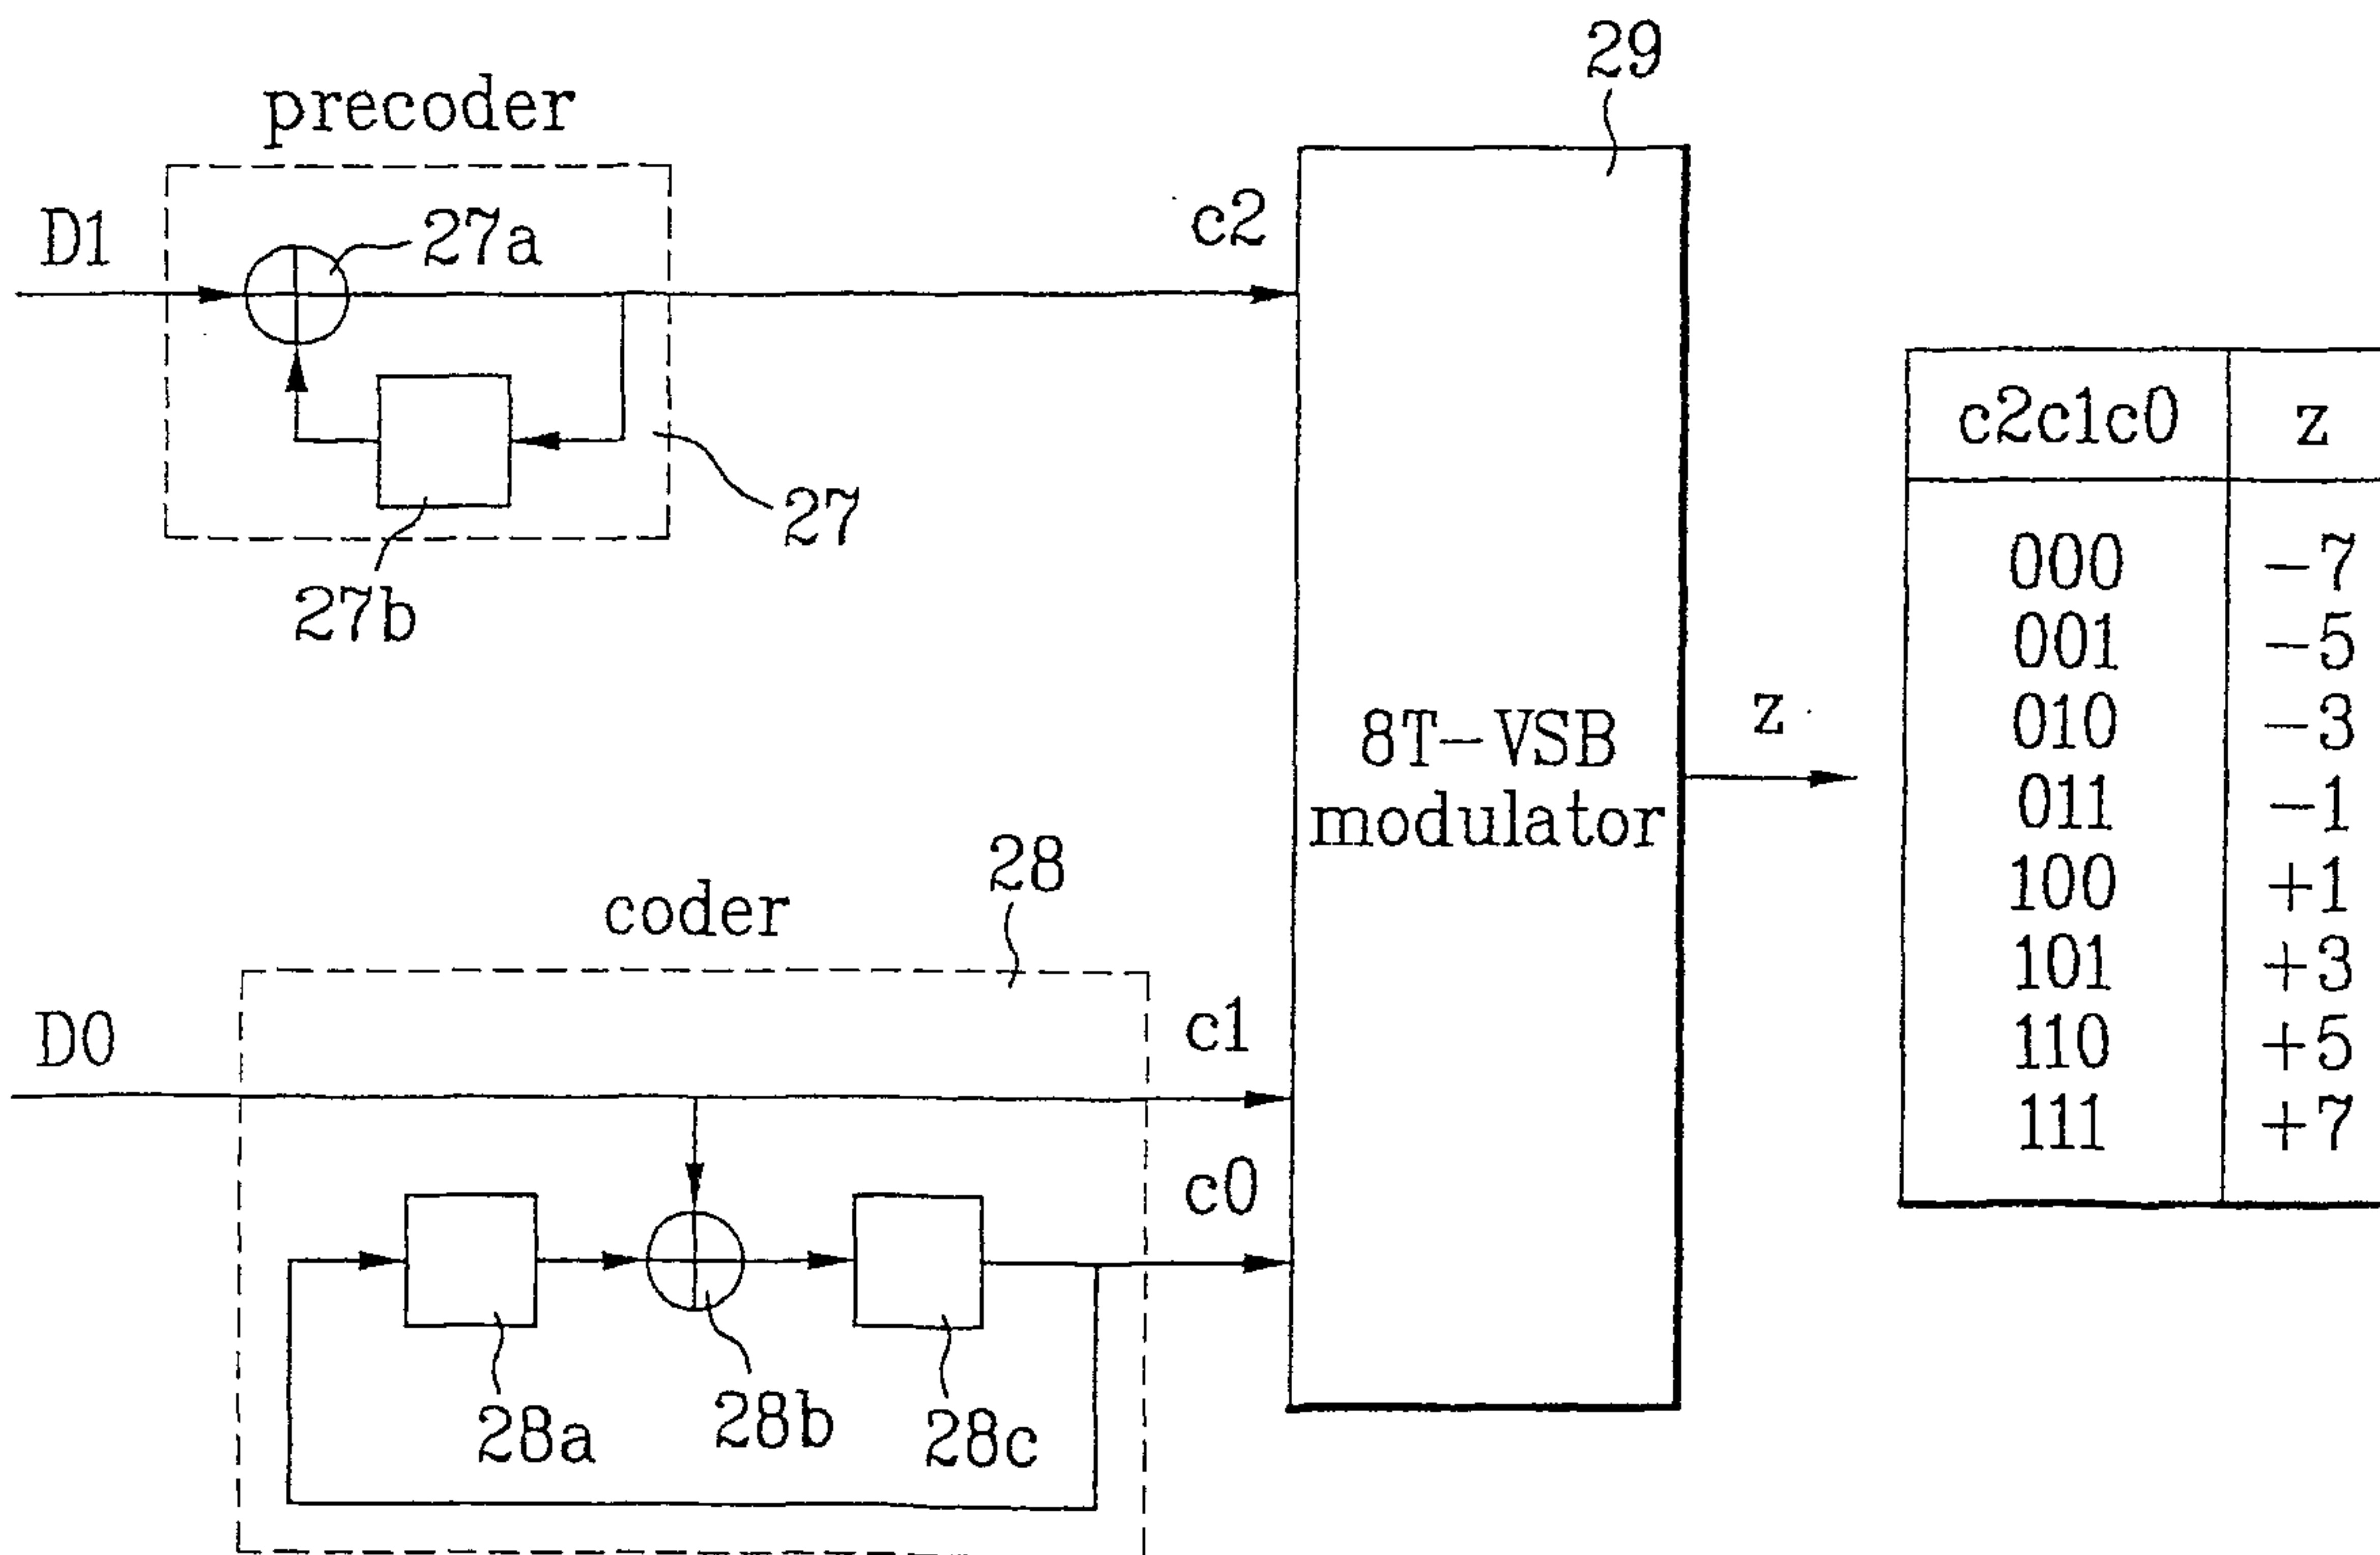 29
precoder
D1
27a
c2
27
27b
8T-VSB
modulator
z
c2c1c0 z
000 -7
001 -5
010 -3
011 -1
100 +1
101 +3
110 +5
111 +7
28
coder
D0
c1
c0
28a
28b
28c